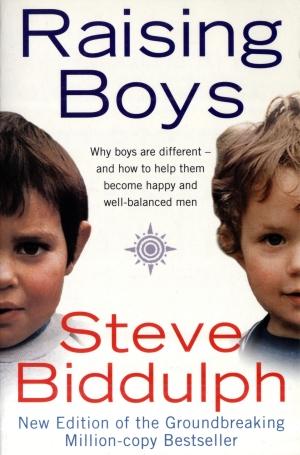 Raising
Boys
Why boys are different –
and how to help them
become happy and
well-balanced men
Steve
Biddulph
New Edition of the Groundbreaking
Million-copy Bestseller